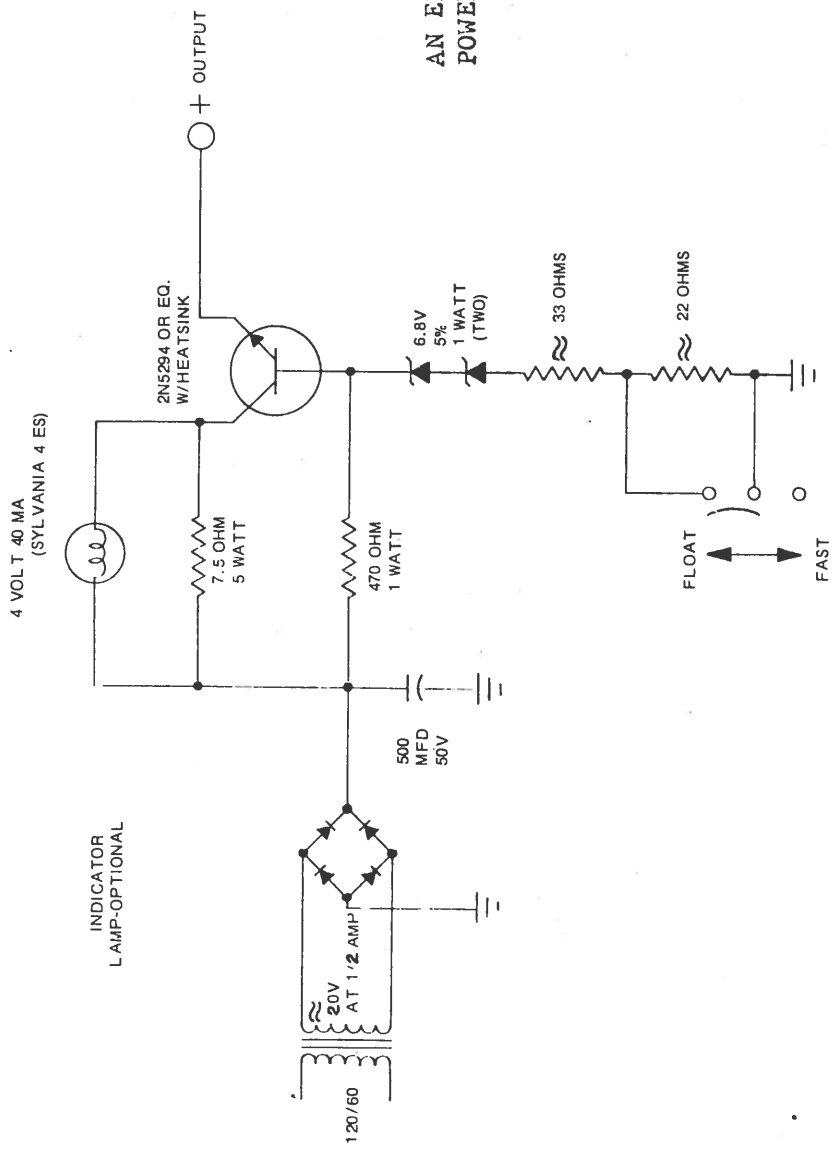 AN E
POWE
+ OUTPUT
4 VOLT 40 MA
(SYLVANIA 4 ES)
2N5294 OR EQ.
W/HEATSINK
7.5 OHM
5 WATT
470 OHM
1 WATT
6.8V
5%
1 WATT
(TWO)
≈ 33 OHMS
≈ 22 OHMS
FLOAT
FAST
500
MFD
50V
INDICATOR
LAMP-OPTIONAL
≈
20V
AT 1/2 AMP
120/60